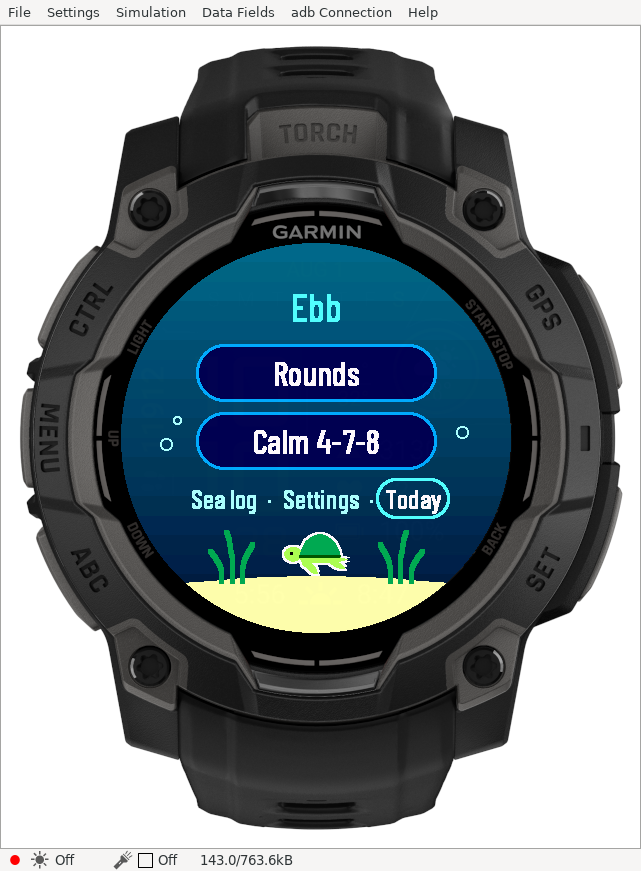 File Settings Simulation Data Fields adb Connection Help
TORCH
GARMIN
CTRL
GPS
LIGHT
START/STOP
Ebb
Rounds
MENU
UP
Calm 4-7-8
Sea log · Settings · Today
DOWN
BACK
ABC
SET
Off Off 143.0/763.6kB